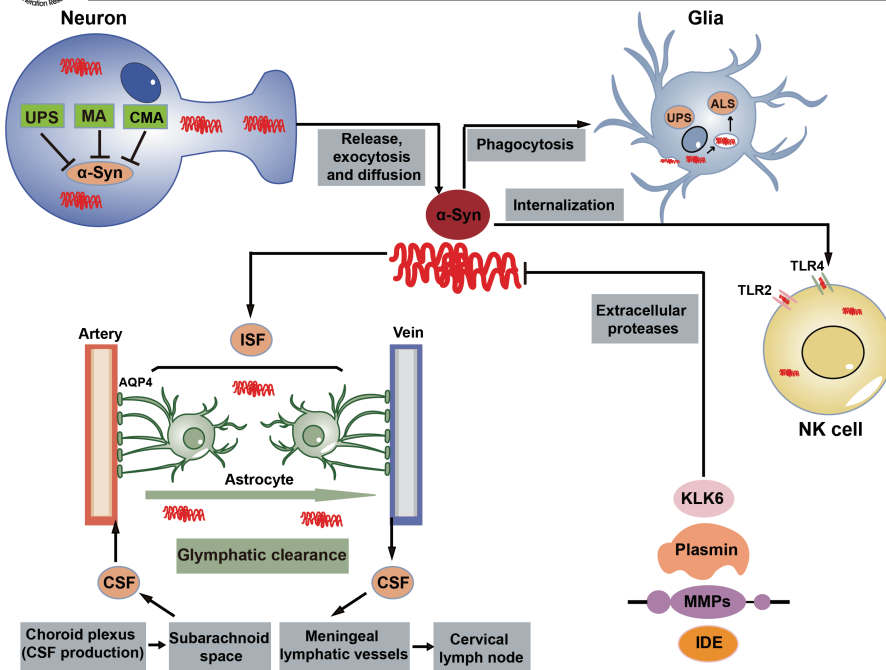 neration Res
Neuron
Glia
UPS
MA
CMA
α-Syn
Release,
exocytosis
and diffusion
Phagocytosis
UPS
ALS
α-Syn
Internalization
TLR4
TLR2
NK cell
Extracellular
proteases
ISF
Artery
Vein
AQP4
Astrocyte
Glymphatic clearance
CSF
CSF
Choroid plexus
(CSF production)
Subarachnoid
space
Meningeal
lymphatic vessels
Cervical
lymph node
KLK6
Plasmin
MMPs
IDE